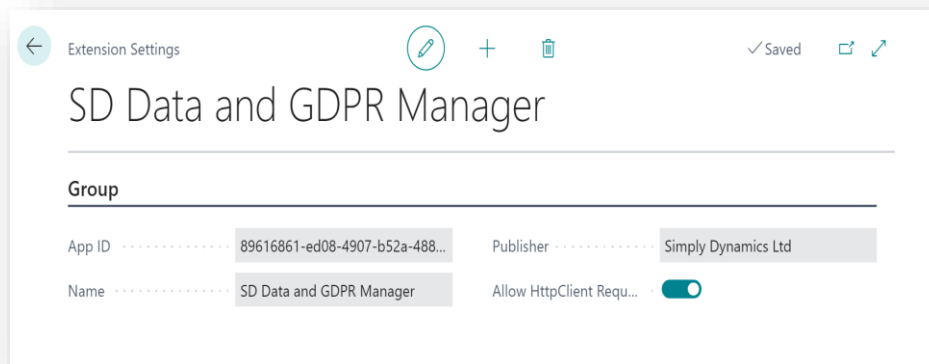 Extension Settings
Saved
SD Data and GDPR Manager
Group
App ID 89616861-ed08-4907-b52a-488...
Publisher Simply Dynamics Ltd
Name SD Data and GDPR Manager
Allow HttpClient Requ...